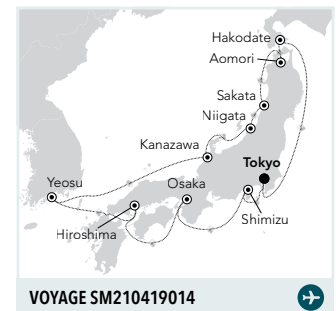 Hakodate
Aomori
Sakata
Niigata
Kanazawa
Tokyo
Yeosu
Osaka
Hiroshima
Shimizu
VOYAGE SM210419014